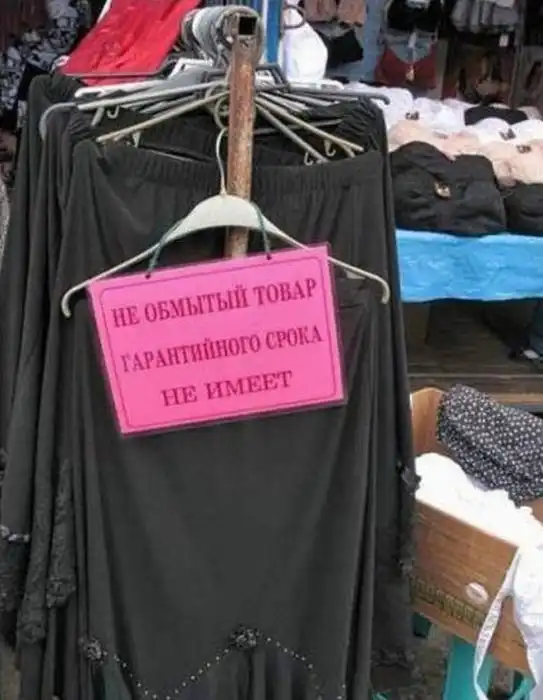 НЕ ОБМЫТЫЙ ТОВАР
ГАРАНТИЙНОГО СРОКА
НЕ ИМЕЕТ